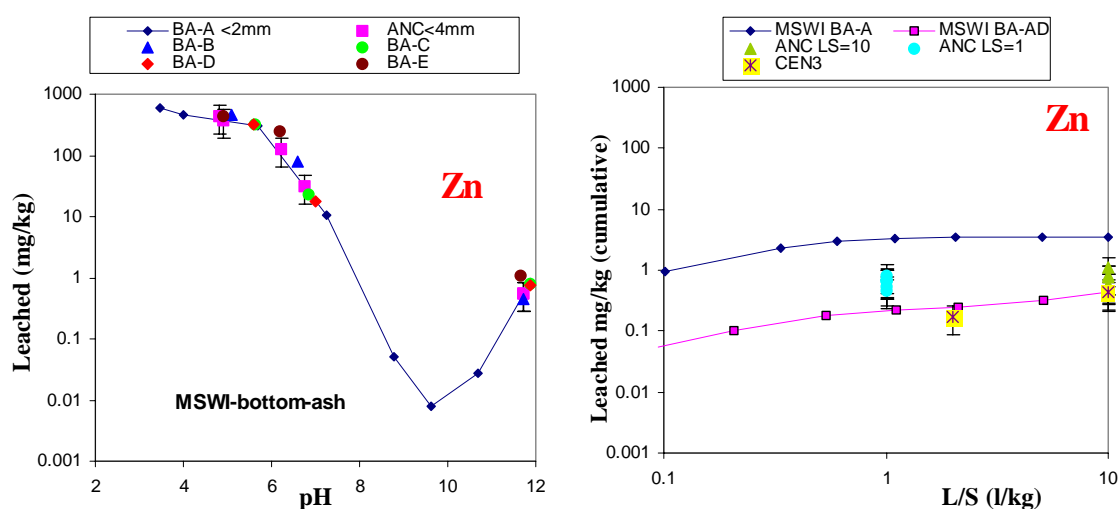 BA-A <2mm ANC<4mm
BA-B BA-C
BA-D BA-E
Leached (mg/kg)
1000
100
10
1
0.1
0.01
0.001
Zn
MSWI-bottom-ash
2 4 6 8 10 12
pH
MSWI BA-A MSWI BA-AD
ANC LS=10 ANC LS=1
CEN3
Leached mg/kg (cumulative)
1000
100
10
1
0.1
0.01
0.001
Zn
0.1 1 10
L/S (l/kg)